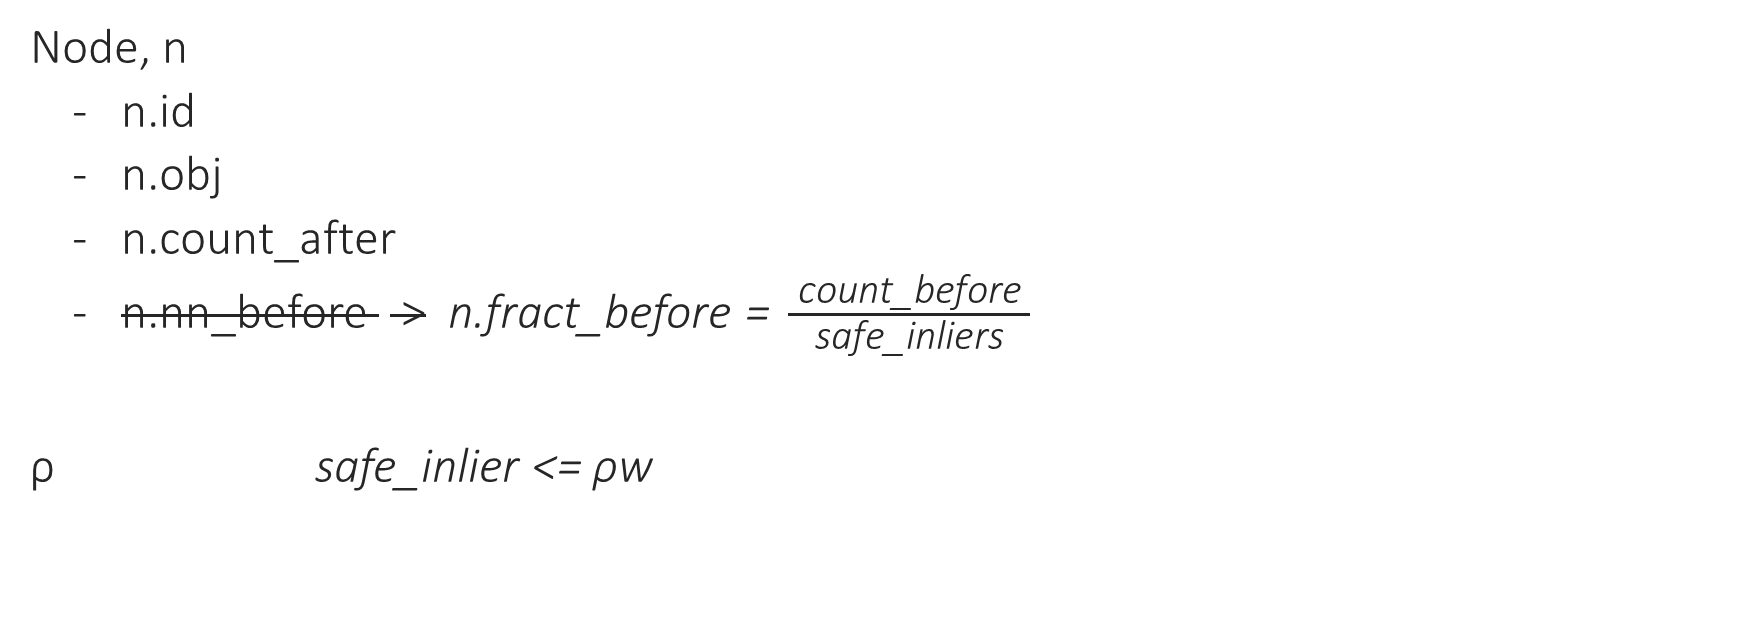 Node, n
- n.id
- n.obj
- n.count_after
- n.nn_before -> n.fract_before = count_before / safe_inliers
ρ safe_inlier <= ρw